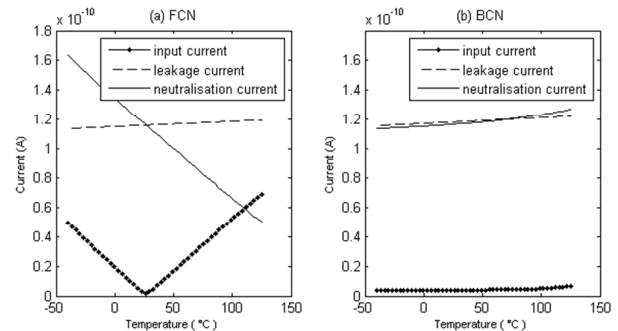 (a) FCN
x 10^-10
1.8
1.6
1.4
1.2
1
0.8
0.6
0.4
0.2
0
Current (A)
input current
leakage current
neutralisation current
-50
0
50
100
150
Temperature ( °C )
(b) BCN
x 10^-10
1.8
1.6
1.4
1.2
1
0.8
0.6
0.4
0.2
0
Current (A)
input current
leakage current
neutralisation current
-50
0
50
100
150
Temperature ( °C )